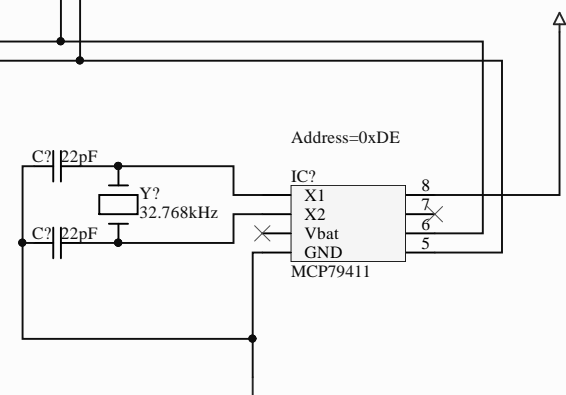 Address=0xDE
C? 22pF
IC?
8
X1
Y?
7
X2
32.768kHz
6
C? 22pF
Vbat
5
GND
MCP79411